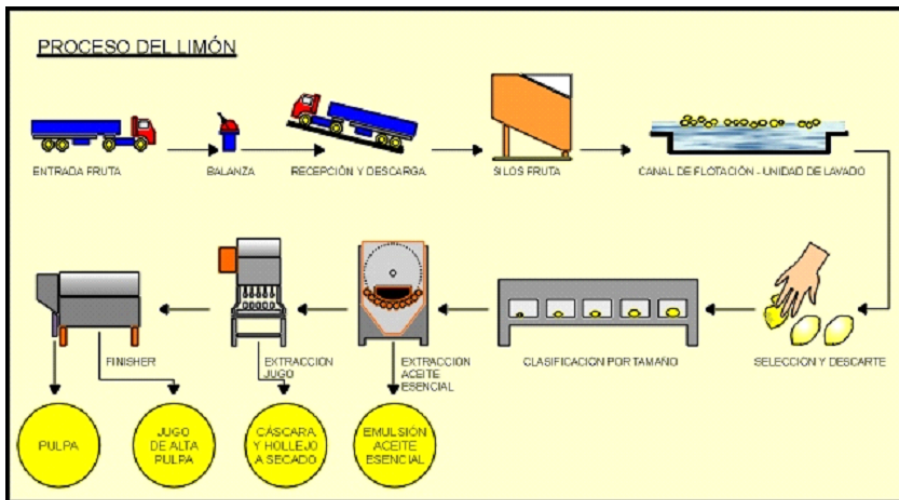 PROCESO DEL LIMÓN
ENTRADA FRUTA
BALANZA
RECEPCIÓN Y DESCARGA
SILOS FRUTA
CANAL DE FLOTACIÓN - UNIDAD DE LAVADO
FINISHER
EXTRACCION
JUGO
EXTRACCION
ACEITE
ESENCIAL
CLASIFICACION POR TAMAÑO
SELECCION Y DESCARTE
PULPA
JUGO
DE ALTA
PULPA
CÁSCARA
Y HOLLEJO
A SECADO
EMULSIÓN
ACEITE
ESENCIAL